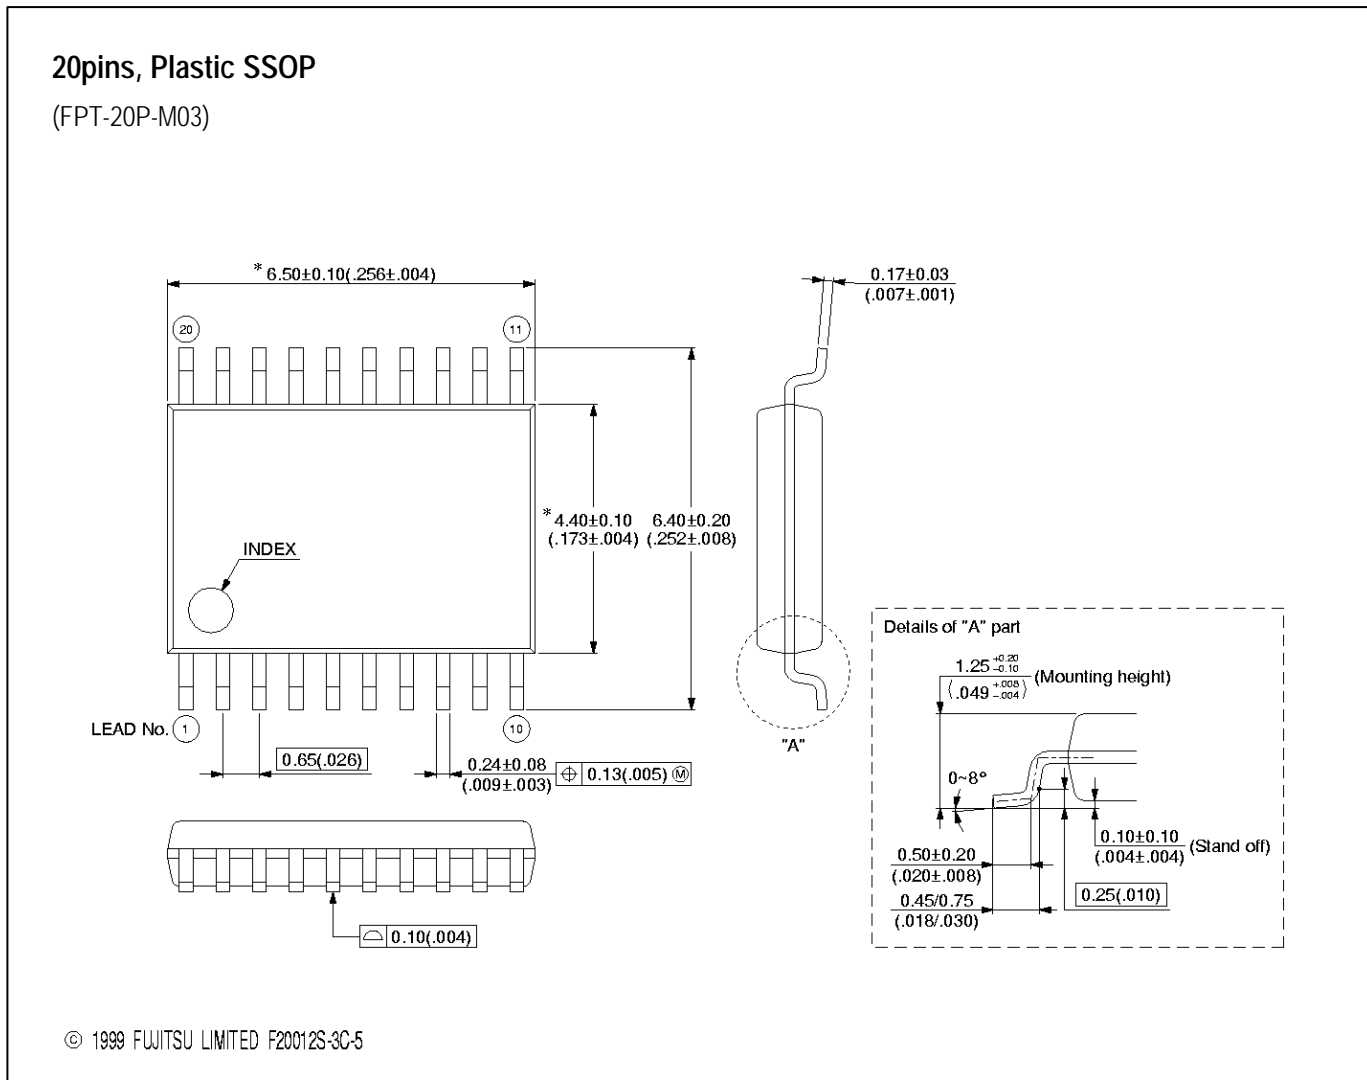 20pins, Plastic SSOP
(FPT-20P-M03)
* 6.50±0.10(.256±.004)
0.17±0.03
(.007±.001)
20
11
* 4.40±0.10
(.173±.004)
6.40±0.20
(.252±.008)
INDEX
Details of "A" part
1.25 +0.20 −0.10
(.049 +.008 −.004)
(Mounting height)
LEAD No.
1
10
"A"
0.65(.026)
0.24±0.08
(.009±.003)
⌖ 0.13(.005) Ⓜ
0~8°
0.10±0.10
(.004±.004)
(Stand off)
0.50±0.20
(.020±.008)
0.25(.010)
0.45/0.75
(.018/.030)
⌓ 0.10(.004)
© 1999 FUJITSU LIMITED F20012S-3C-5